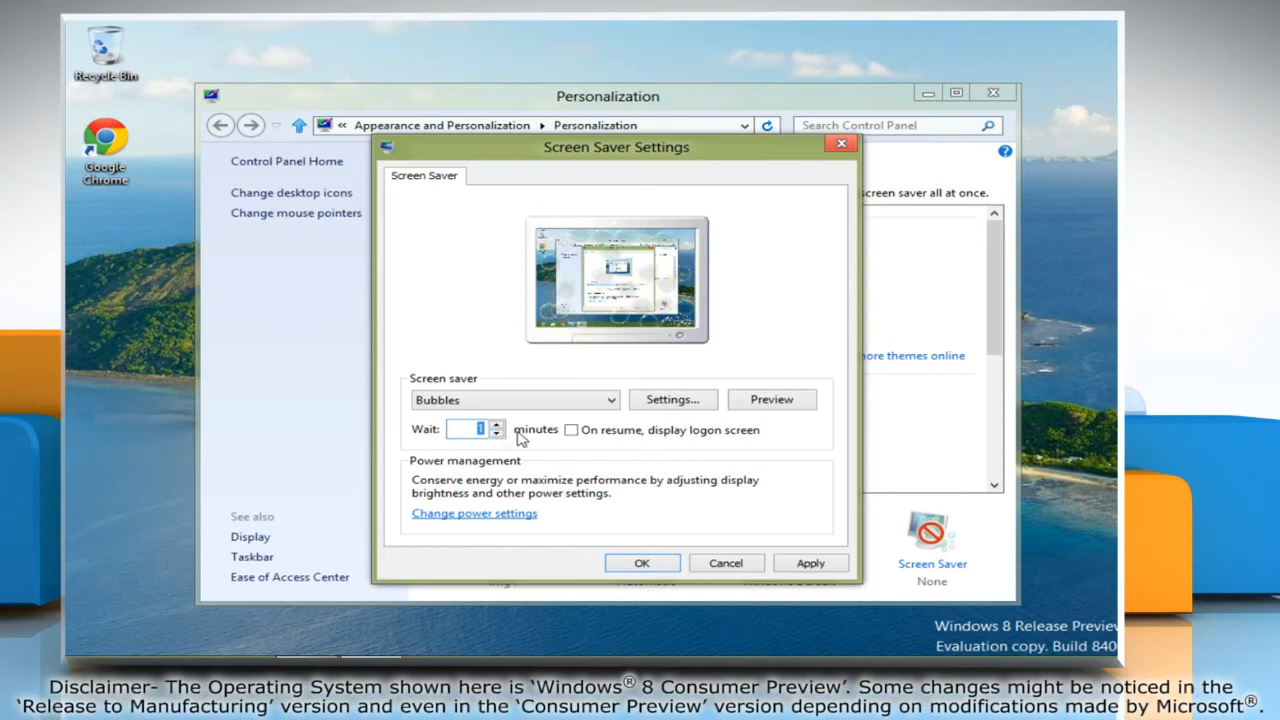 Recycle Bin
Google
Chrome
Personalization
« Appearance and Personalization
Personalization
Search Control Panel
Control Panel Home
Change desktop icons
Change mouse pointers
screen saver all at once.
Screen Saver Settings
Screen Saver
more themes online
Screen saver
Bubbles
Settings...
Preview
Wait:
1
minutes
On resume, display logon screen
Power management
Conserve energy or maximize performance by adjusting display
brightness and other power settings.
Change power settings
OK
Cancel
Apply
See also
Display
Taskbar
Ease of Access Center
Screen Saver
None
Windows 8 Release Preview
Evaluation copy. Build 840
Disclaimer- The Operating System shown here is ‘Windows® 8 Consumer Preview’. Some changes might be noticed in the
‘Release to Manufacturing’ version and even in the ‘Consumer Preview’ version depending on modifications made by Microsoft®.